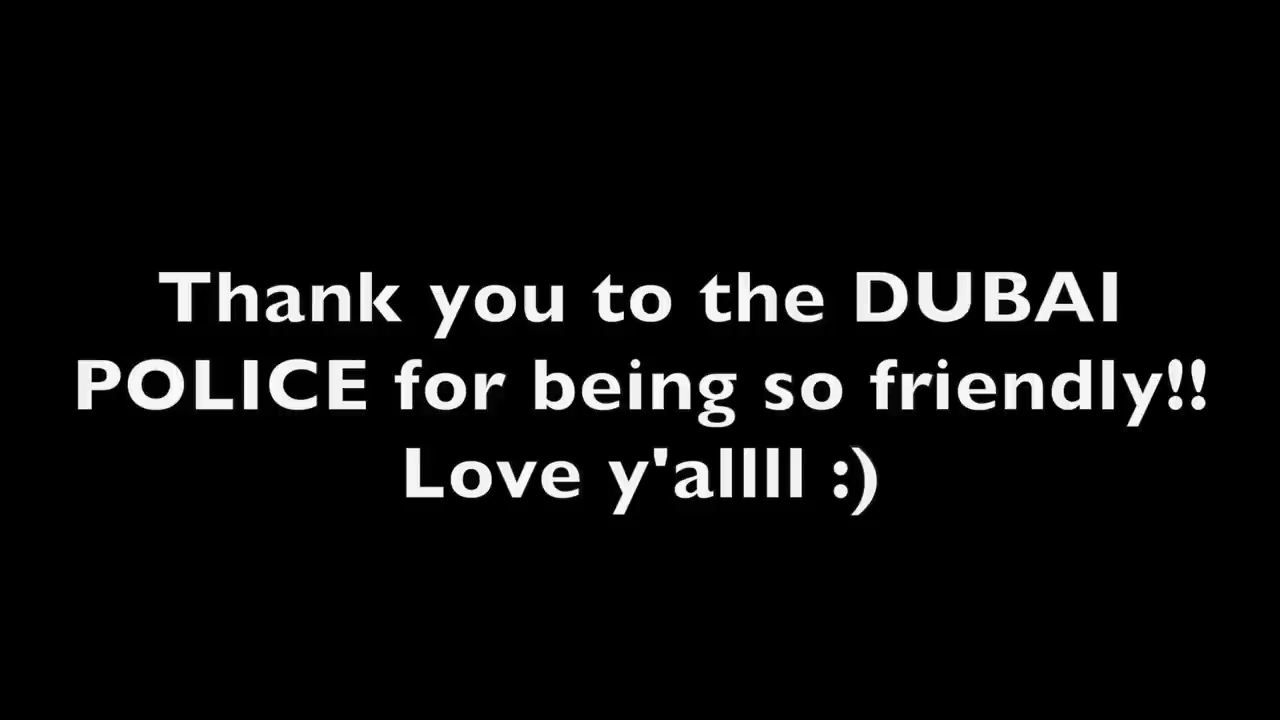 Thank you to the DUBAI
POLICE for being so friendly!!
Love y'allll :)